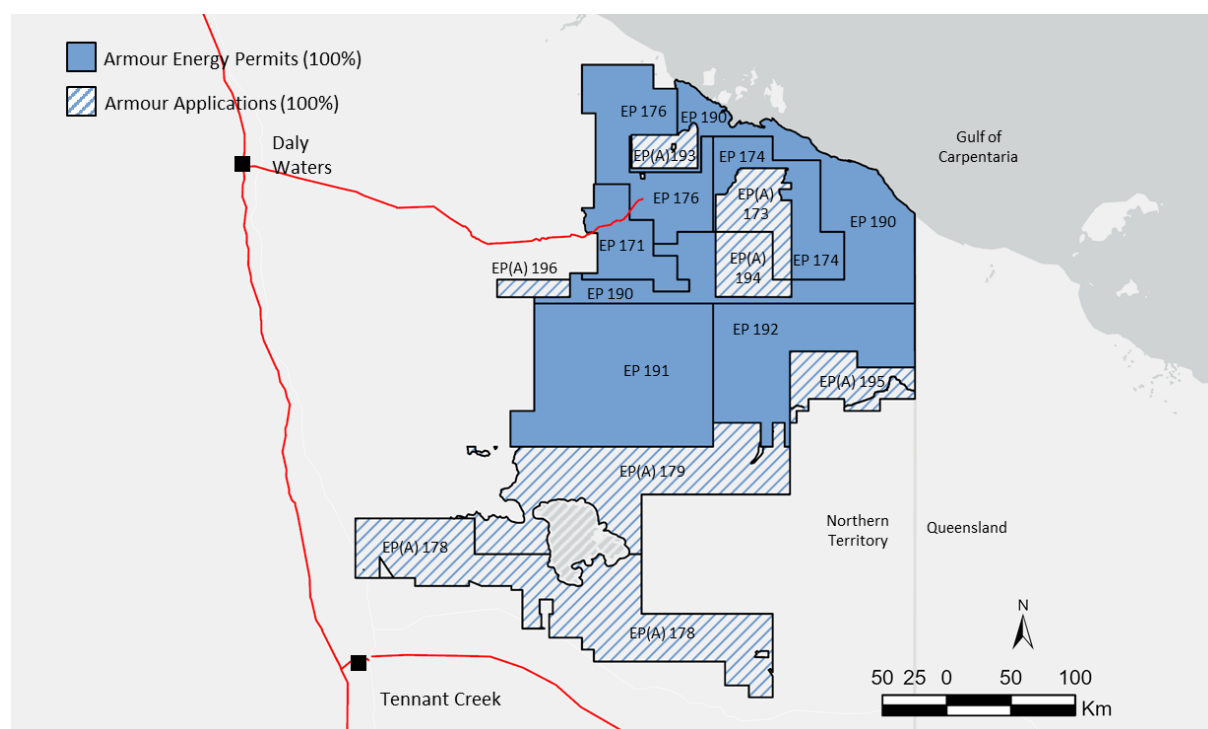 Armour Energy Permits (100%)
Armour Applications (100%)
Daly
Waters
EP 176
EP 190
Gulf of
Carpentaria
EP(A)193
EP 174
EP 176
EP(A)
173
EP 190
EP 171
EP(A)
194
EP 174
EP(A) 196
EP 190
EP 192
EP 191
EP(A) 195
EP(A) 179
Northern
Territory
Queensland
EP(A) 178
EP(A) 178
Tennant Creek
N
50 25 0 50 100
Km